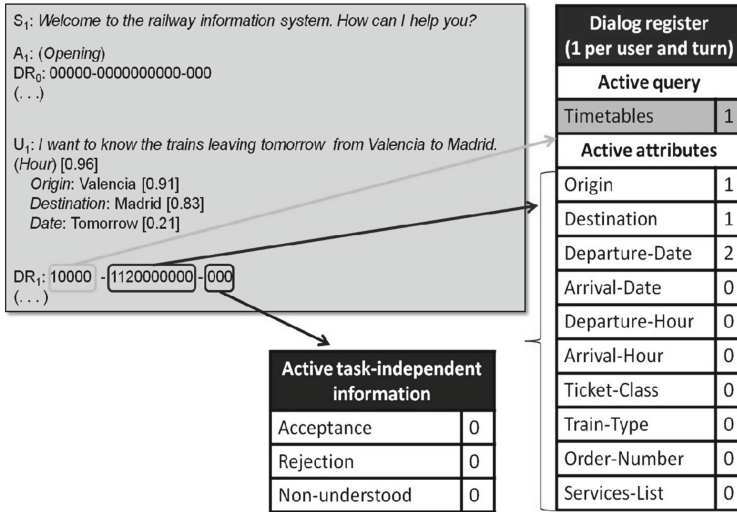 S1: Welcome to the railway information system. How can I help you?
A1: (Opening)
DR0: 00000-0000000000-000
(. . .)
U1: I want to know the trains leaving tomorrow from Valencia to Madrid.
(Hour) [0.96]
Origin: Valencia [0.91]
Destination: Madrid [0.83]
Date: Tomorrow [0.21]
DR1: 10000 - 1120000000 - 000
(. . .)
Active task-independent
information
Acceptance 0
Rejection 0
Non-understood 0
Dialog register
(1 per user and turn)
Active query
Timetables 1
Active attributes
Origin 1
Destination 1
Departure-Date 2
Arrival-Date 0
Departure-Hour 0
Arrival-Hour 0
Ticket-Class 0
Train-Type 0
Order-Number 0
Services-List 0